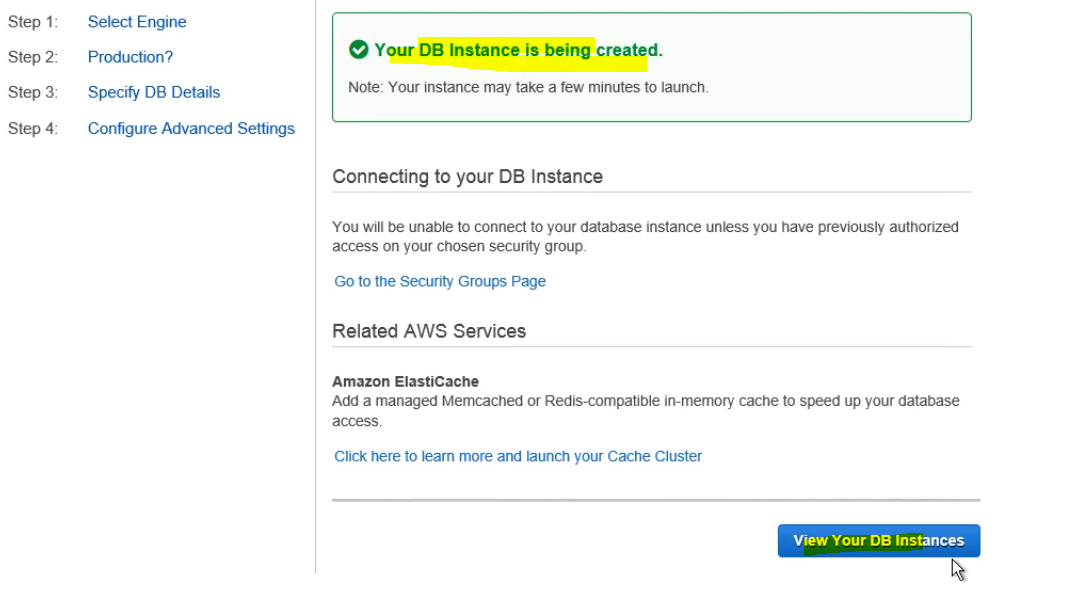 Step 1: Select Engine
Step 2: Production?
Step 3: Specify DB Details
Step 4: Configure Advanced Settings
Your DB Instance is being created.
Note: Your instance may take a few minutes to launch.
Connecting to your DB Instance
You will be unable to connect to your database instance unless you have previously authorized
access on your chosen security group.
Go to the Security Groups Page
Related AWS Services
Amazon ElastiCache
Add a managed Memcached or Redis-compatible in-memory cache to speed up your database
access.
Click here to learn more and launch your Cache Cluster
View Your DB Instances